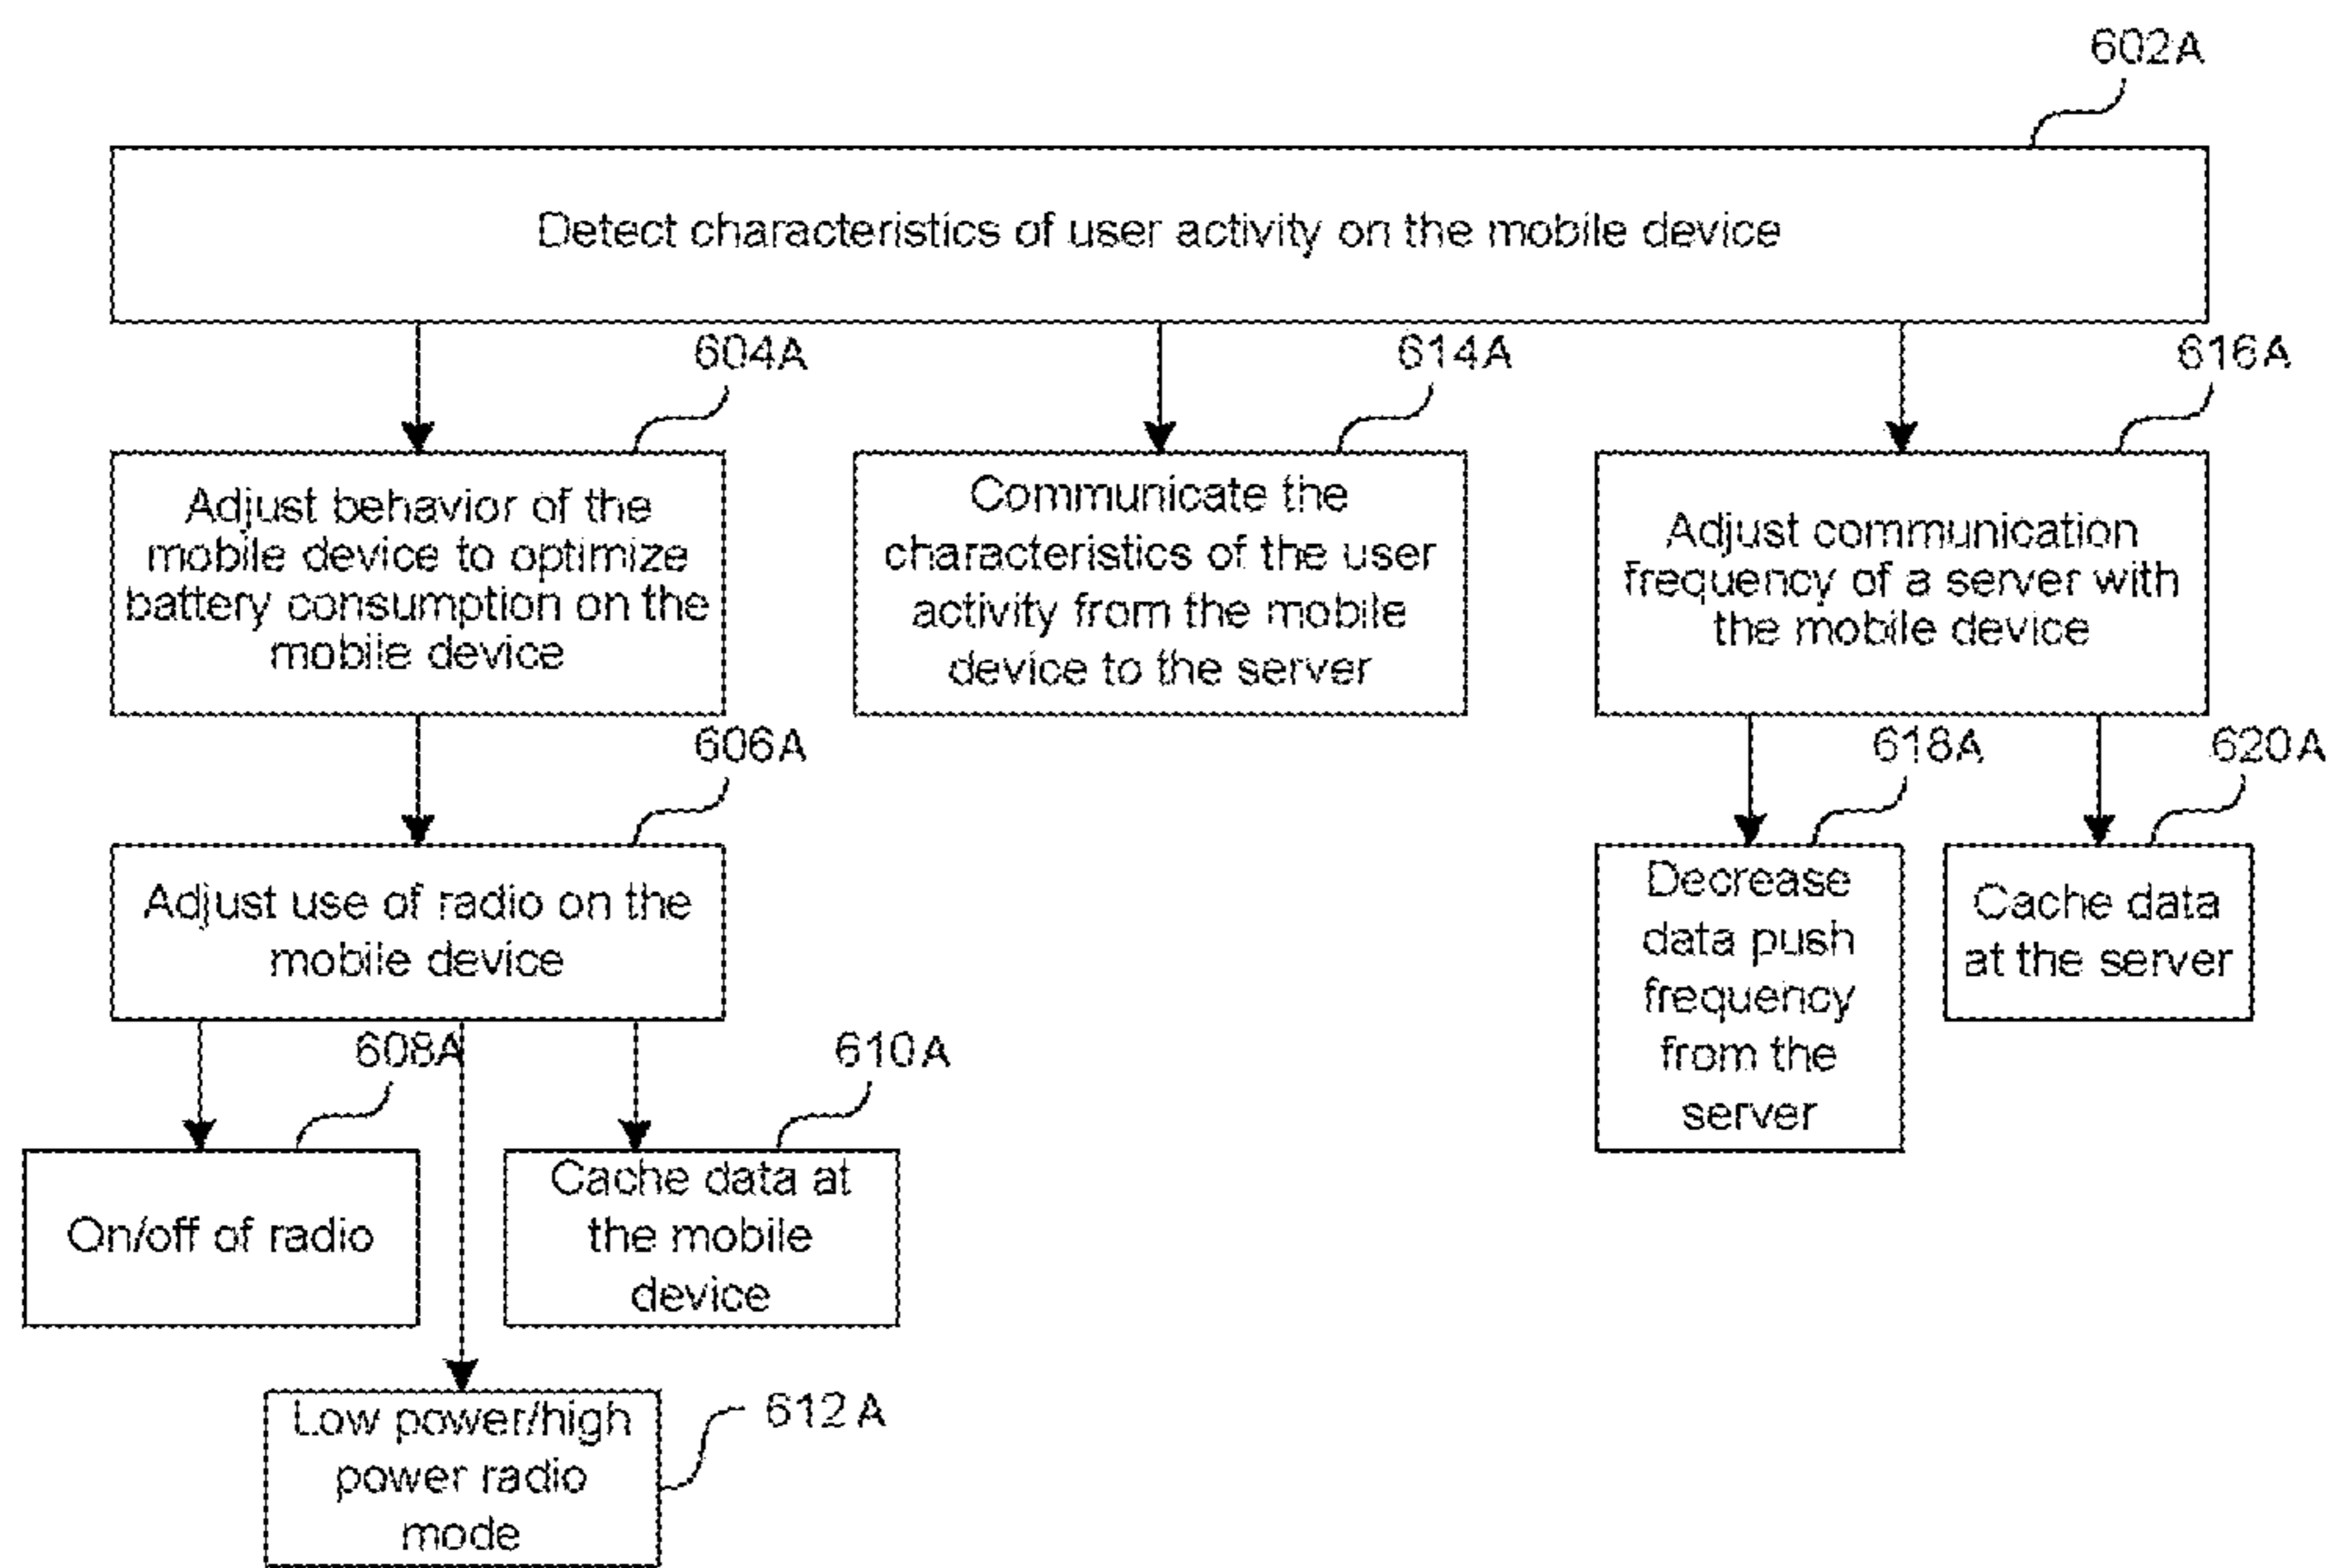 602A
Detect characteristics of user activity on the mobile device
604A
614A
616A
Adjust behavior of the
mobile device to optimize
battery consumption on the
mobile device
Communicate the
characteristics of the user
activity from the mobile
device to the server
Adjust communication
frequency of a server with
the mobile device
606A
618A
620A
Adjust use of radio on the
mobile device
Decrease
data push
frequency
from the
server
Cache data
at the server
608A
610A
On/off of radio
Cache data at
the mobile
device
Low power/high
power radio
mode
612A